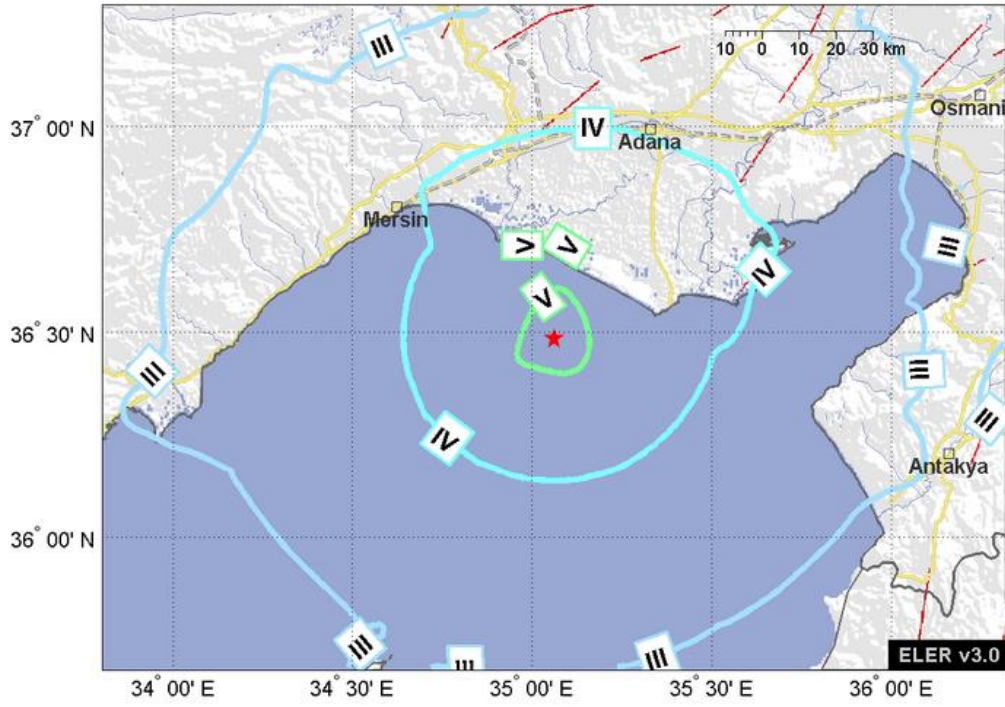 III
10 0 10 20 30 km
Osmani
37° 00' N
IV
Adana
Mersin
V
V
III
IV
V
36° 30' N
III
III
III
IV
Antakya
36° 00' N
III
III
III
ELER v3.0
34° 00' E
34° 30' E
35° 00' E
35° 30' E
36° 00' E